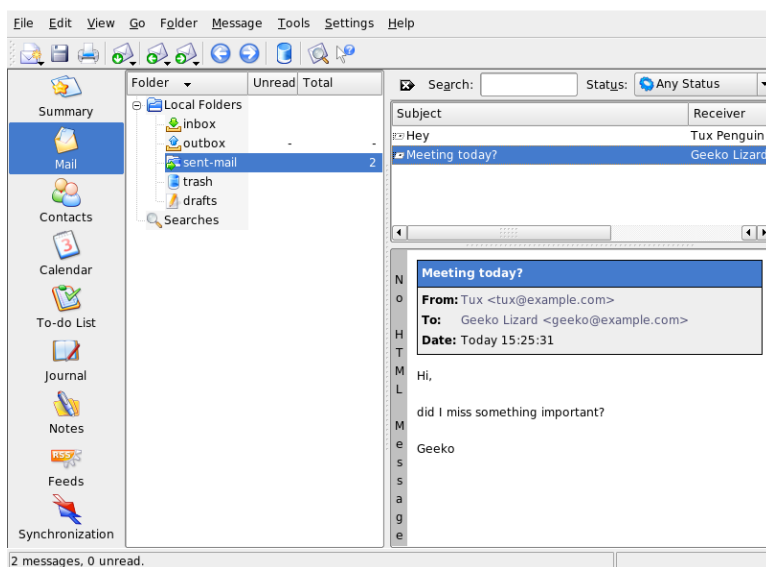 File Edit View Go Folder Message Tools Settings Help
Summary
Mail
Contacts
3
Calendar
To-do List
Journal
Notes
RSS
Feeds
Synchronization
Folder Unread Total
Local Folders
inbox
outbox - -
sent-mail 2
trash
drafts
Searches
Search: Status: Any Status
Subject Receiver
Hey Tux Penguin
Meeting today? Geeko Lizard
No HTML Message
Meeting today?
From: Tux <tux@example.com>
To: Geeko Lizard <geeko@example.com>
Date: Today 15:25:31
Hi,
did I miss something important?
Geeko
2 messages, 0 unread.